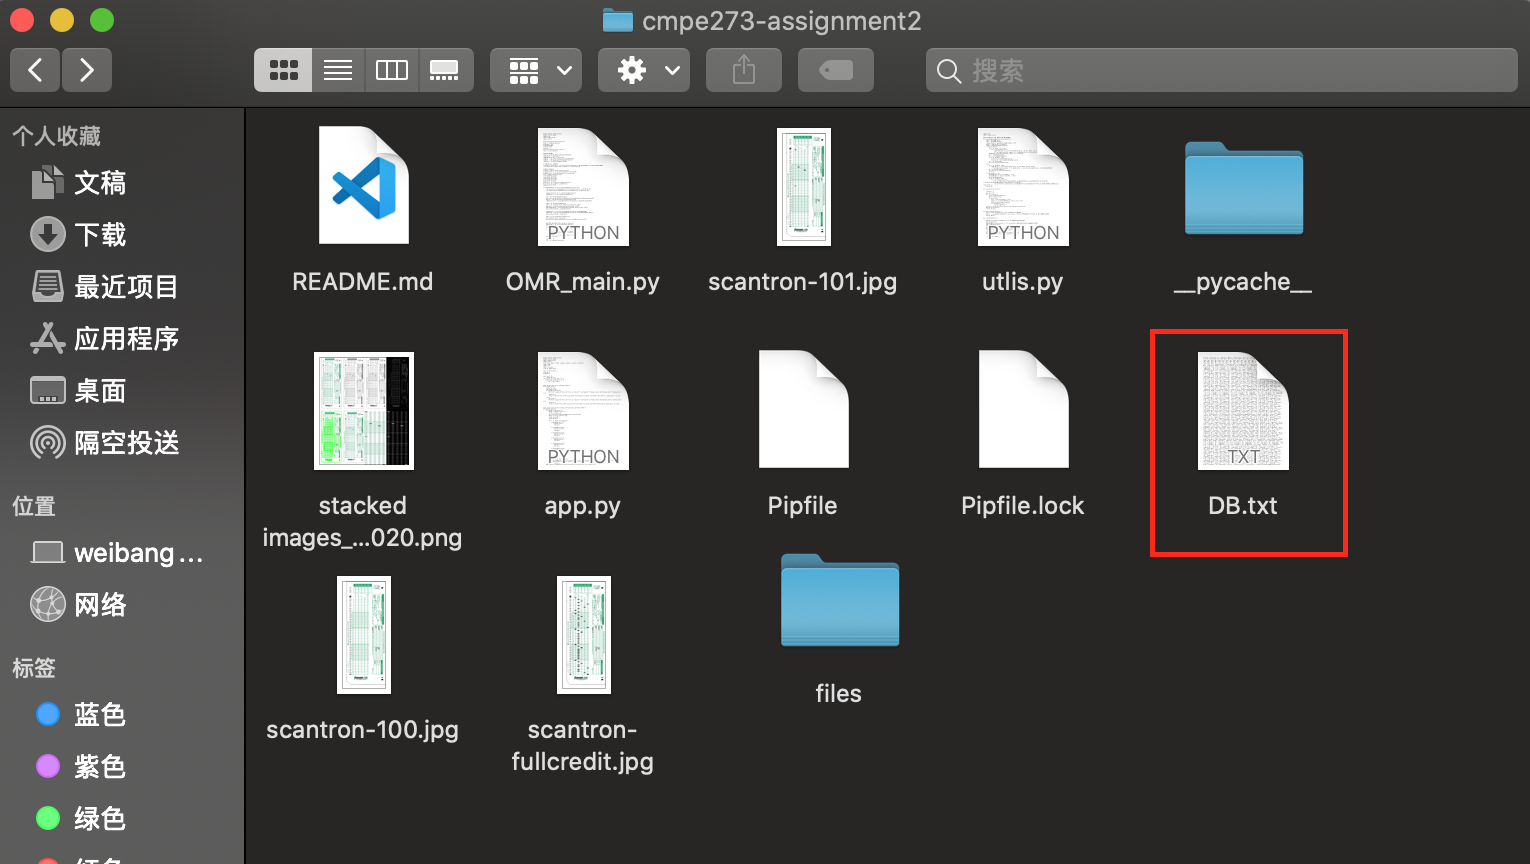 cmpe273-assignment2
搜索
个人收藏
文稿
下载
最近项目
应用程序
桌面
隔空投送
位置
weibang...
网络
标签
蓝色
紫色
绿色
README.md
PYTHON
OMR_main.py
scantron-101.jpg
PYTHON
utlis.py
__pycache__
stacked
images_...020.png
PYTHON
app.py
Pipfile
Pipfile.lock
TXT
DB.txt
scantron-100.jpg
scantron-
fullcredit.jpg
files